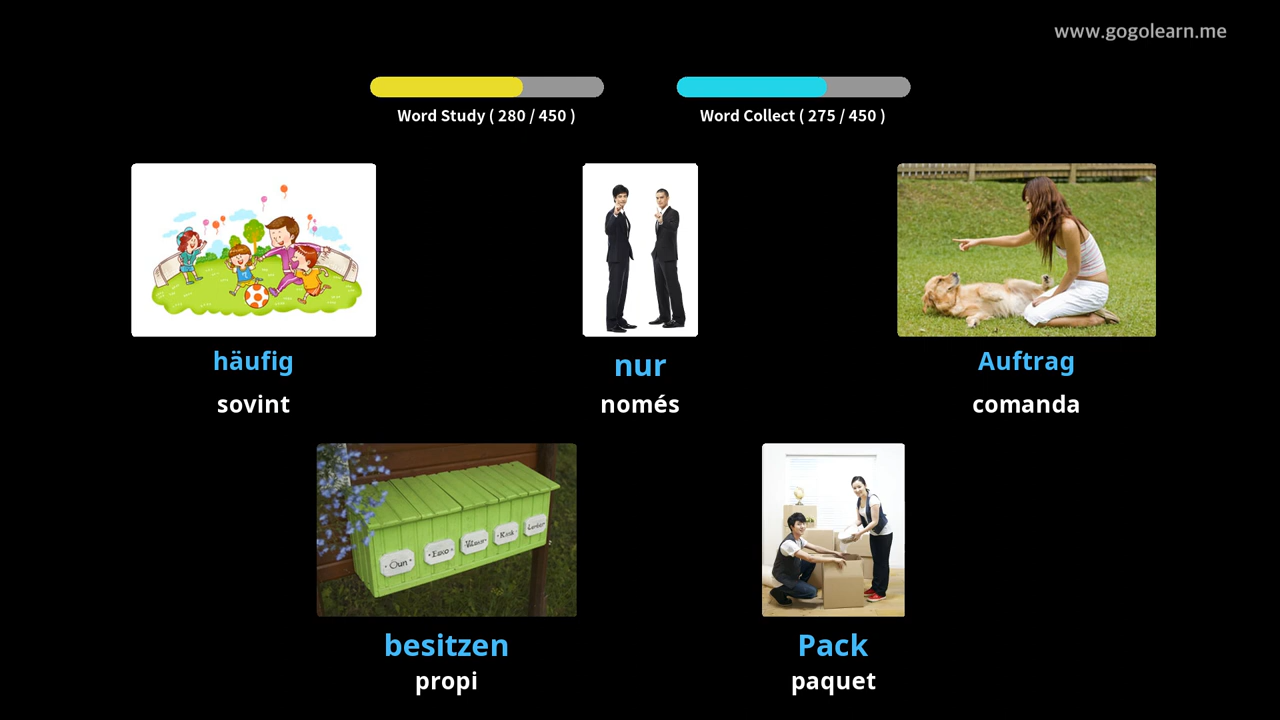 www.gogolearn.me
Word Study ( 280 / 450 )
Word Collect ( 275 / 450 )
häufig
nur
Auftrag
sovint
només
comanda
besitzen
Pack
propi
paquet